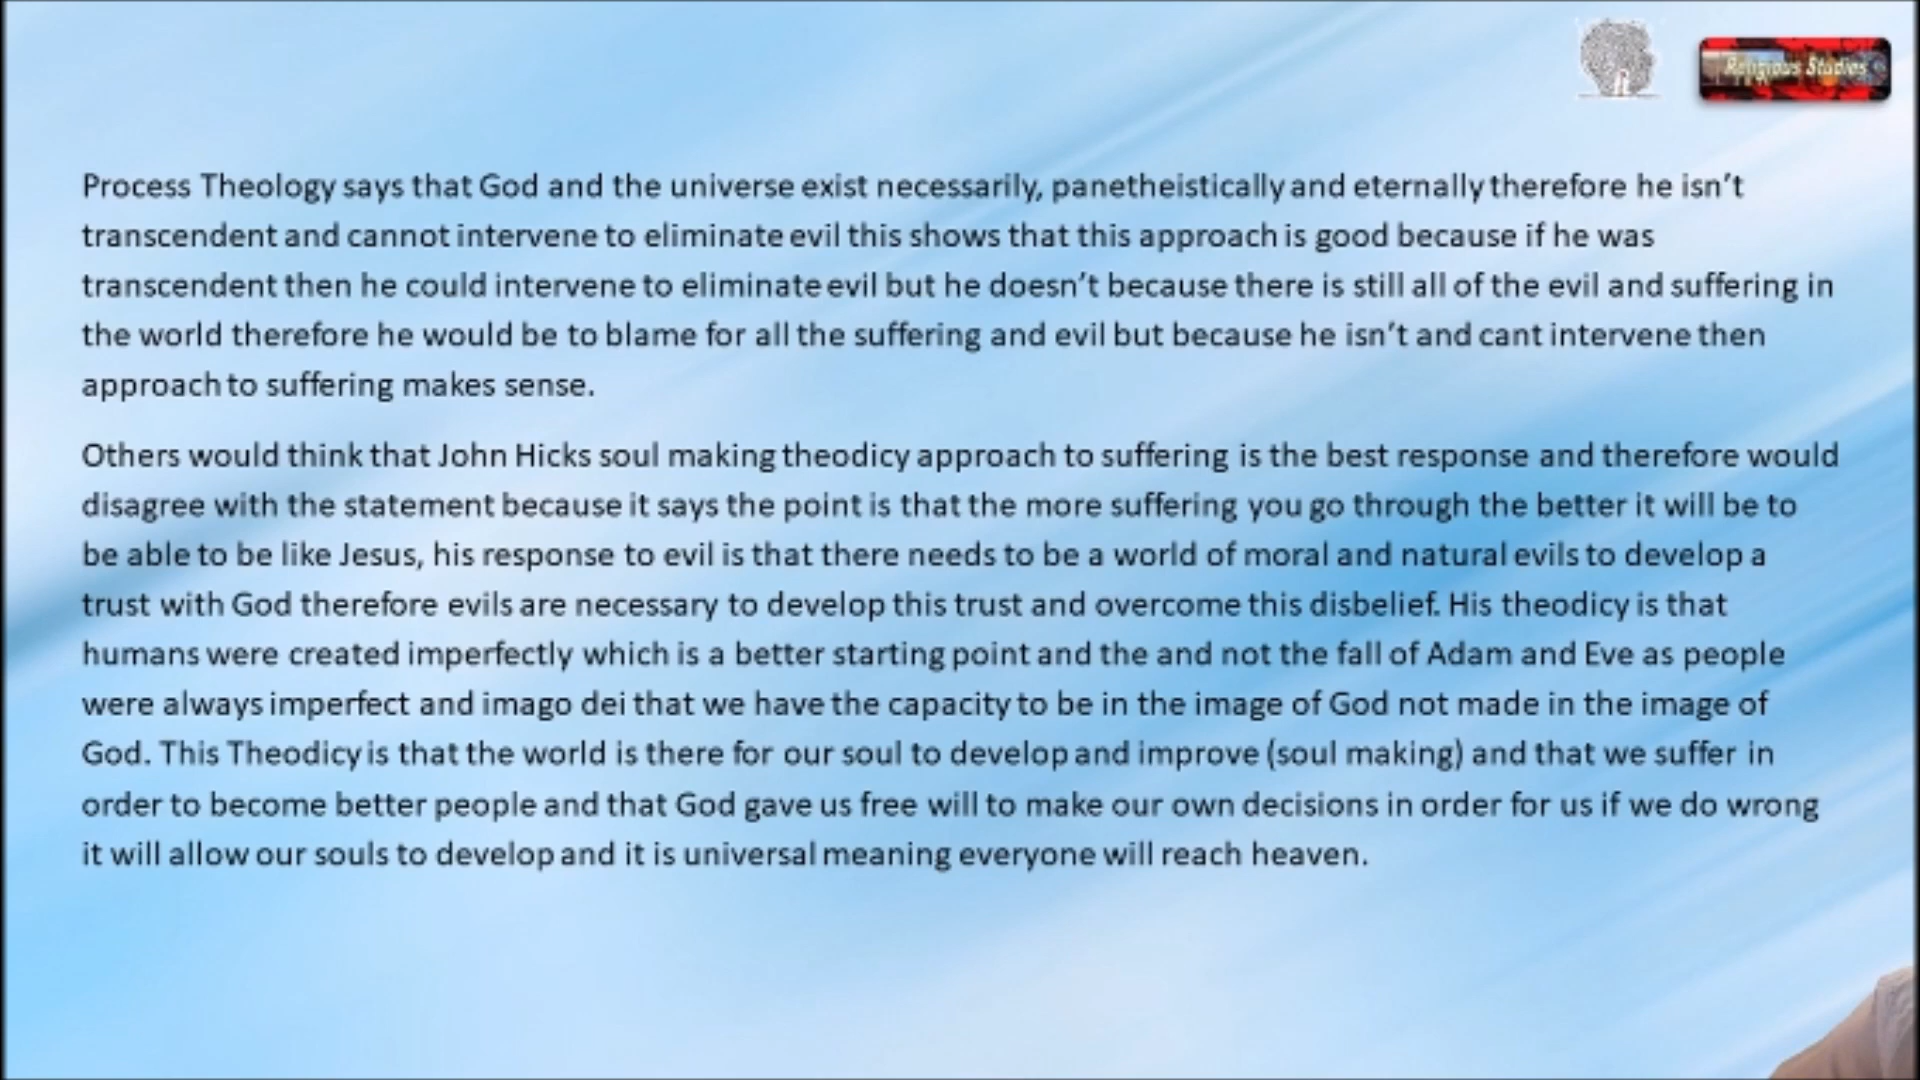 Religious Studies
Process Theology says that God and the universe exist necessarily, panetheistically and eternally therefore he isn't
transcendent and cannot intervene to eliminate evil this shows that this approach is good because if he was
transcendent then he could intervene to eliminate evil but he doesn't because there is still all of the evil and suffering in
the world therefore he would be to blame for all the suffering and evil but because he isn't and cant intervene then
approach to suffering makes sense.
Others would think that John Hicks soul making theodicy approach to suffering is the best response and therefore would
disagree with the statement because it says the point is that the more suffering you go through the better it will be to
be able to be like Jesus, his response to evil is that there needs to be a world of moral and natural evils to develop a
trust with God therefore evils are necessary to develop this trust and overcome this disbelief. His theodicy is that
humans were created imperfectly which is a better starting point and the and not the fall of Adam and Eve as people
were always imperfect and imago dei that we have the capacity to be in the image of God not made in the image of
God. This Theodicy is that the world is there for our soul to develop and improve (soul making) and that we suffer in
order to become better people and that God gave us free will to make our own decisions in order for us if we do wrong
it will allow our souls to develop and it is universal meaning everyone will reach heaven.